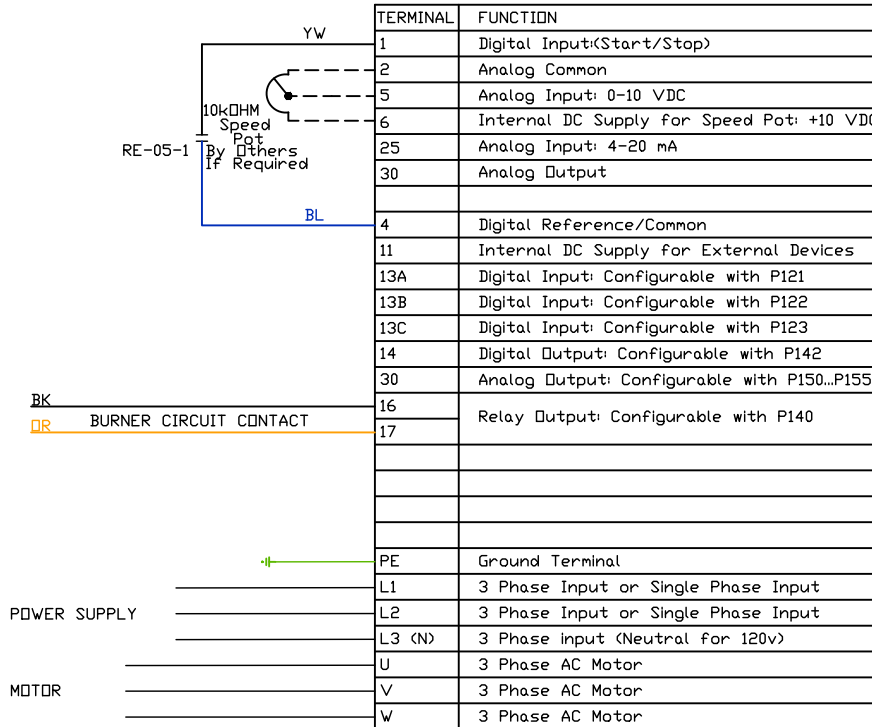 TERMINAL FUNCTION
YW
1 Digital Input:(Start/Stop)
2 Analog Common
5 Analog Input: 0-10 VDC
6 Internal DC Supply for Speed Pot: +10 VDC
10kOHM
Speed
Pot
By Others
If Required
RE-05-1
25 Analog Input: 4-20 mA
30 Analog Output
BL
4 Digital Reference/Common
11 Internal DC Supply for External Devices
13A Digital Input: Configurable with P121
13B Digital Input: Configurable with P122
13C Digital Input: Configurable with P123
14 Digital Output: Configurable with P142
30 Analog Output: Configurable with P150...P155
BK
16
BURNER CIRCUIT CONTACT
Relay Output: Configurable with P140
OR
17
PE Ground Terminal
L1 3 Phase Input or Single Phase Input
POWER SUPPLY
L2 3 Phase Input or Single Phase Input
L3 (N) 3 Phase input (Neutral for 120v)
U 3 Phase AC Motor
MOTOR
V 3 Phase AC Motor
W 3 Phase AC Motor